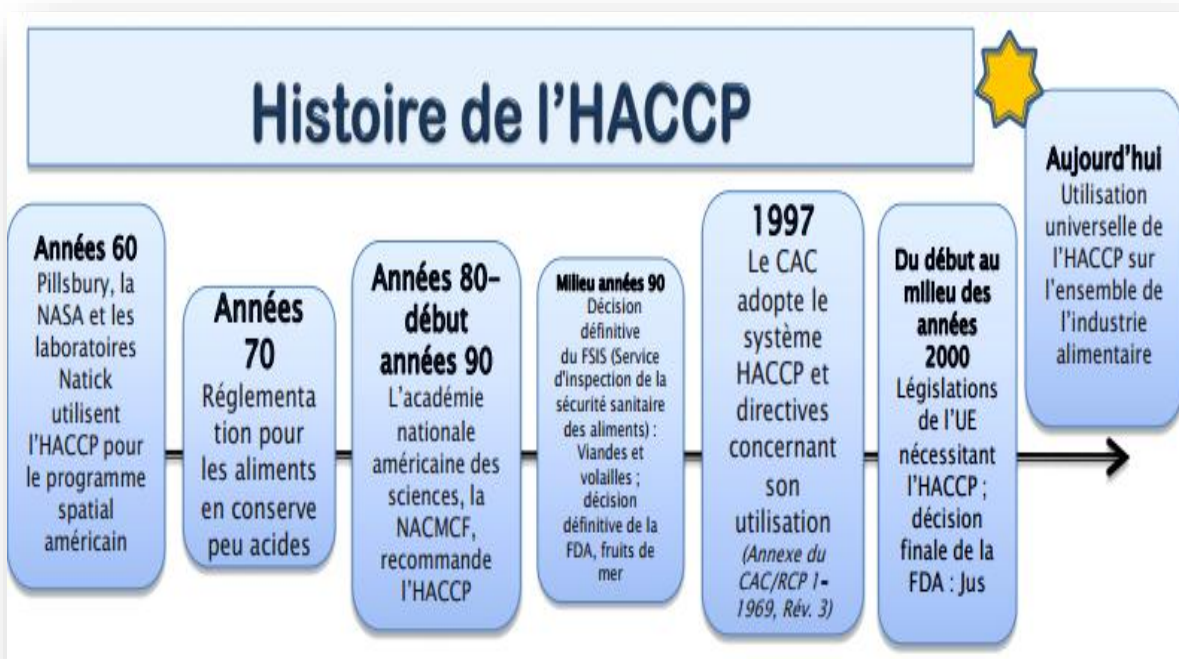 Histoire de l'HACCP
Années 60
Pillsbury, la
NASA et les
laboratoires
Natick
utilisent
l'HACCP pour
le programme
spatial
américain
Années
70
Réglementa
tion pour
les aliments
en conserve
peu acides
Années 80-
début
années 90
L'académie
nationale
américaine des
sciences, la
NACMCF,
recommande
l'HACCP
Milieu années 90
Décision
définitive
du FSIS (Service
d'inspection de la
sécurité sanitaire
des aliments) :
Viandes et
volailles ;
décision
définitive de la
FDA, fruits de
mer
1997
Le CAC
adopte le
système
HACCP et
directives
concernant
son
utilisation
(Annexe du
CAC/RCP 1-
1969, Rév. 3)
Du début au
milieu des
années
2000
Législations
de l'UE
nécessitant
l'HACCP ;
décision
finale de la
FDA : Jus
Aujourd'hui
Utilisation
universelle de
l'HACCP sur
l'ensemble de
l'industrie
alimentaire